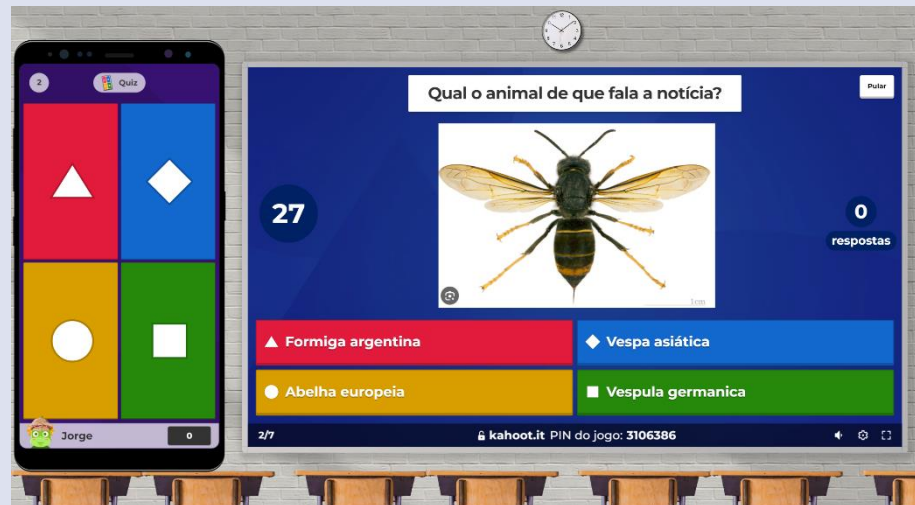 2
Quiz
Jorge
0
Qual o animal de que fala a notícia?
Pular
27
0
respostas
1cm
Formiga argentina
Vespa asiática
Abelha europeia
Vespula germanica
2/7
kahoot.it PIN do jogo: 3106386